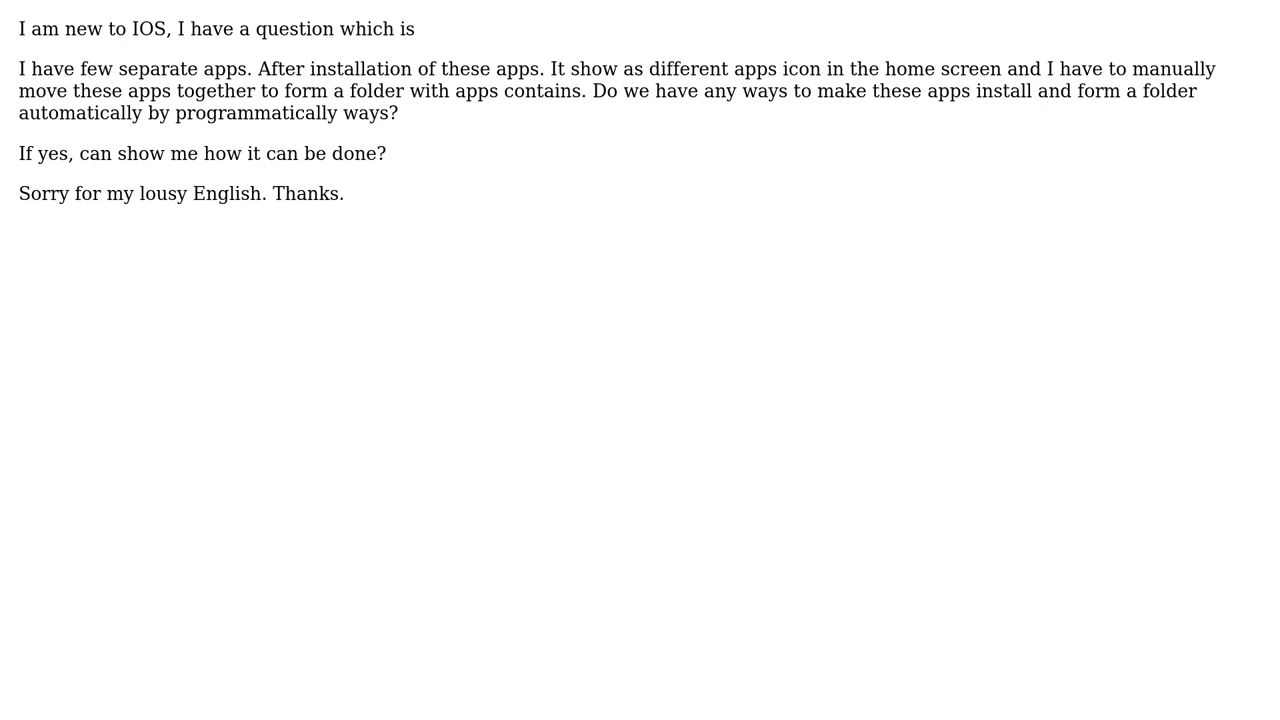 I am new to IOS, I have a question which is
I have few separate apps. After installation of these apps. It show as different apps icon in the home screen and I have to manually
move these apps together to form a folder with apps contains. Do we have any ways to make these apps install and form a folder
automatically by programmatically ways?
If yes, can show me how it can be done?
Sorry for my lousy English. Thanks.